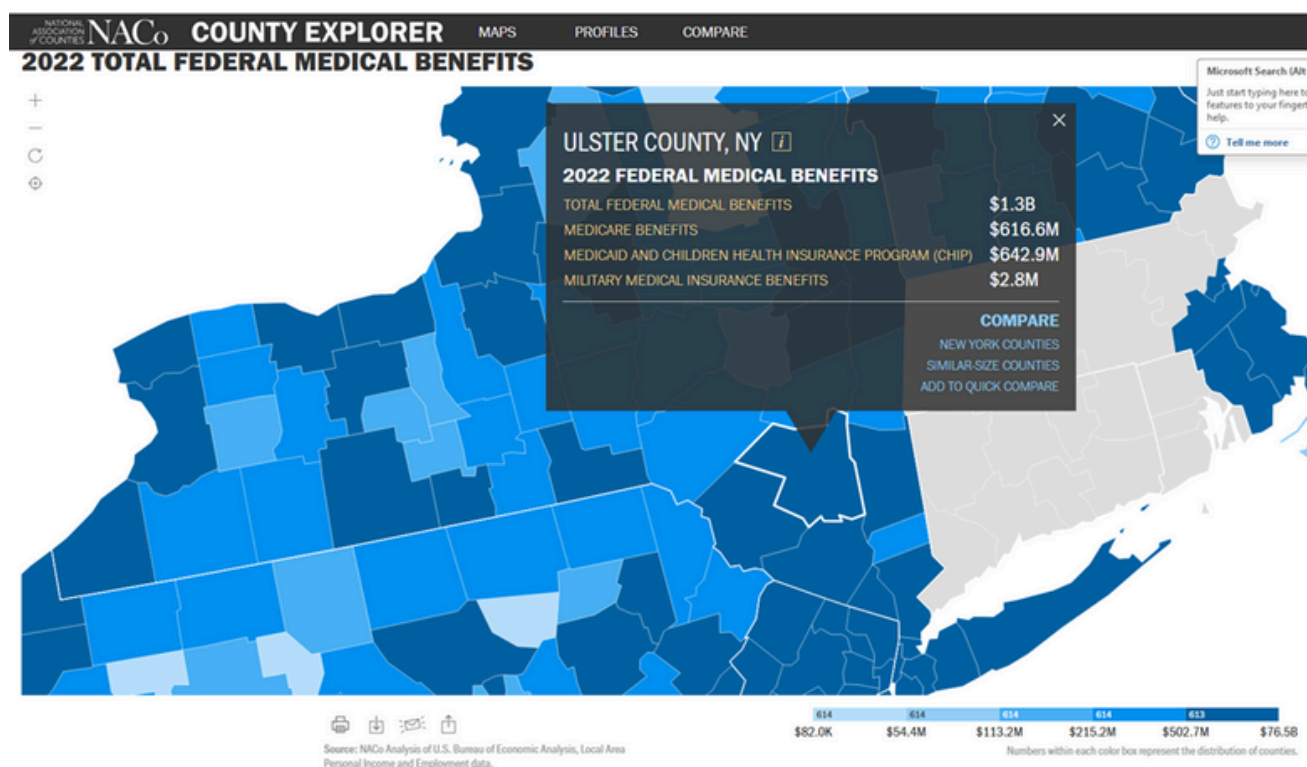 NATIONAL
ASSOCIATION
of COUNTIES
NACo COUNTY EXPLORER MAPS PROFILES COMPARE
2022 TOTAL FEDERAL MEDICAL BENEFITS
Microsoft Search (Alt
Just start typing here to
features to your fingert
help.
Tell me more
ULSTER COUNTY, NY i
2022 FEDERAL MEDICAL BENEFITS
TOTAL FEDERAL MEDICAL BENEFITS $1.3B
MEDICARE BENEFITS $616.6M
MEDICAID AND CHILDREN HEALTH INSURANCE PROGRAM (CHIP) $642.9M
MILITARY MEDICAL INSURANCE BENEFITS $2.8M
COMPARE
NEW YORK COUNTIES
SIMILAR-SIZE COUNTIES
ADD TO QUICK COMPARE
614 614 614 614 613
$82.0K $54.4M $113.2M $215.2M $502.7M $76.5B
Numbers within each color box represent the distribution of counties.
Source: NACo Analysis of U.S. Bureau of Economic Analysis, Local Area
Personal Income and Employment data.